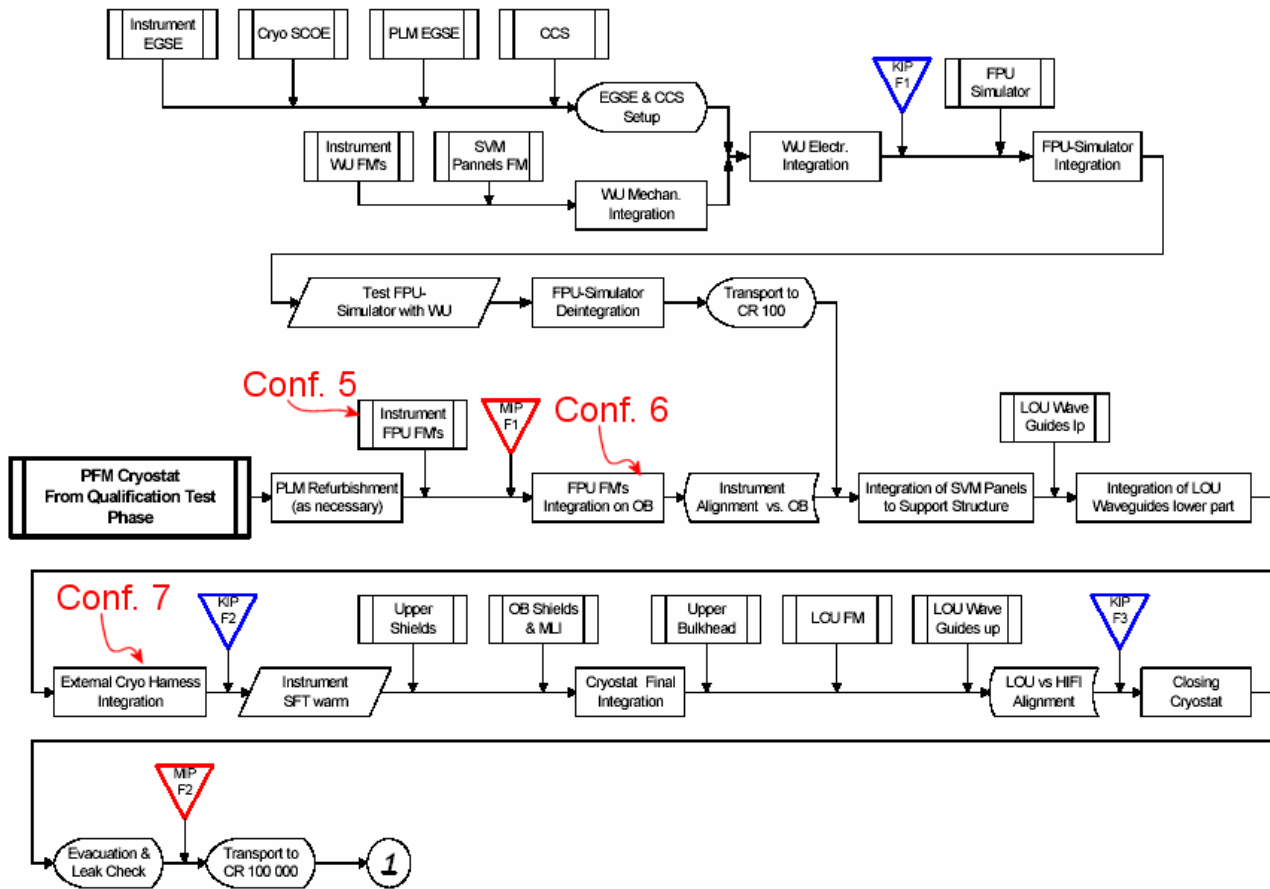 Instrument
EGSE
Cryo SCOE
PLM EGSE
CCS
EGSE & CCS
Setup
KIP
F1
FPU
Simulator
Instrument
WU FM's
SVM
Pannels FM
WU Mechan.
Integration
WU Electr.
Integration
FPU-Simulator
Integration
Test FPU-
Simulator with WU
FPU-Simulator
Deintegration
Transport to
CR 100
Conf. 5
Instrument
FPU FM's
MIP
F1
Conf. 6
LOU Wave
Guides lp
PFM Cryostat
From Qualification Test
Phase
PLM Refurbishment
(as necessary)
FPU FM's
Integration on OB
Instrument
Alignment vs. OB
Integration of SVM Panels
to Support Structure
Integration of LOU
Waveguides lower part
Conf. 7
KIP
F2
Upper
Shields
OB Shields
& MLI
Upper
Bulkhead
LOU FM
LOU Wave
Guides up
KIP
F3
External Cryo Harness
Integration
Instrument
SFT warm
Cryostat Final
Integration
LOU vs HIFI
Alignment
Closing
Cryostat
MIP
F2
Evacuation &
Leak Check
Transport to
CR 100 000
1